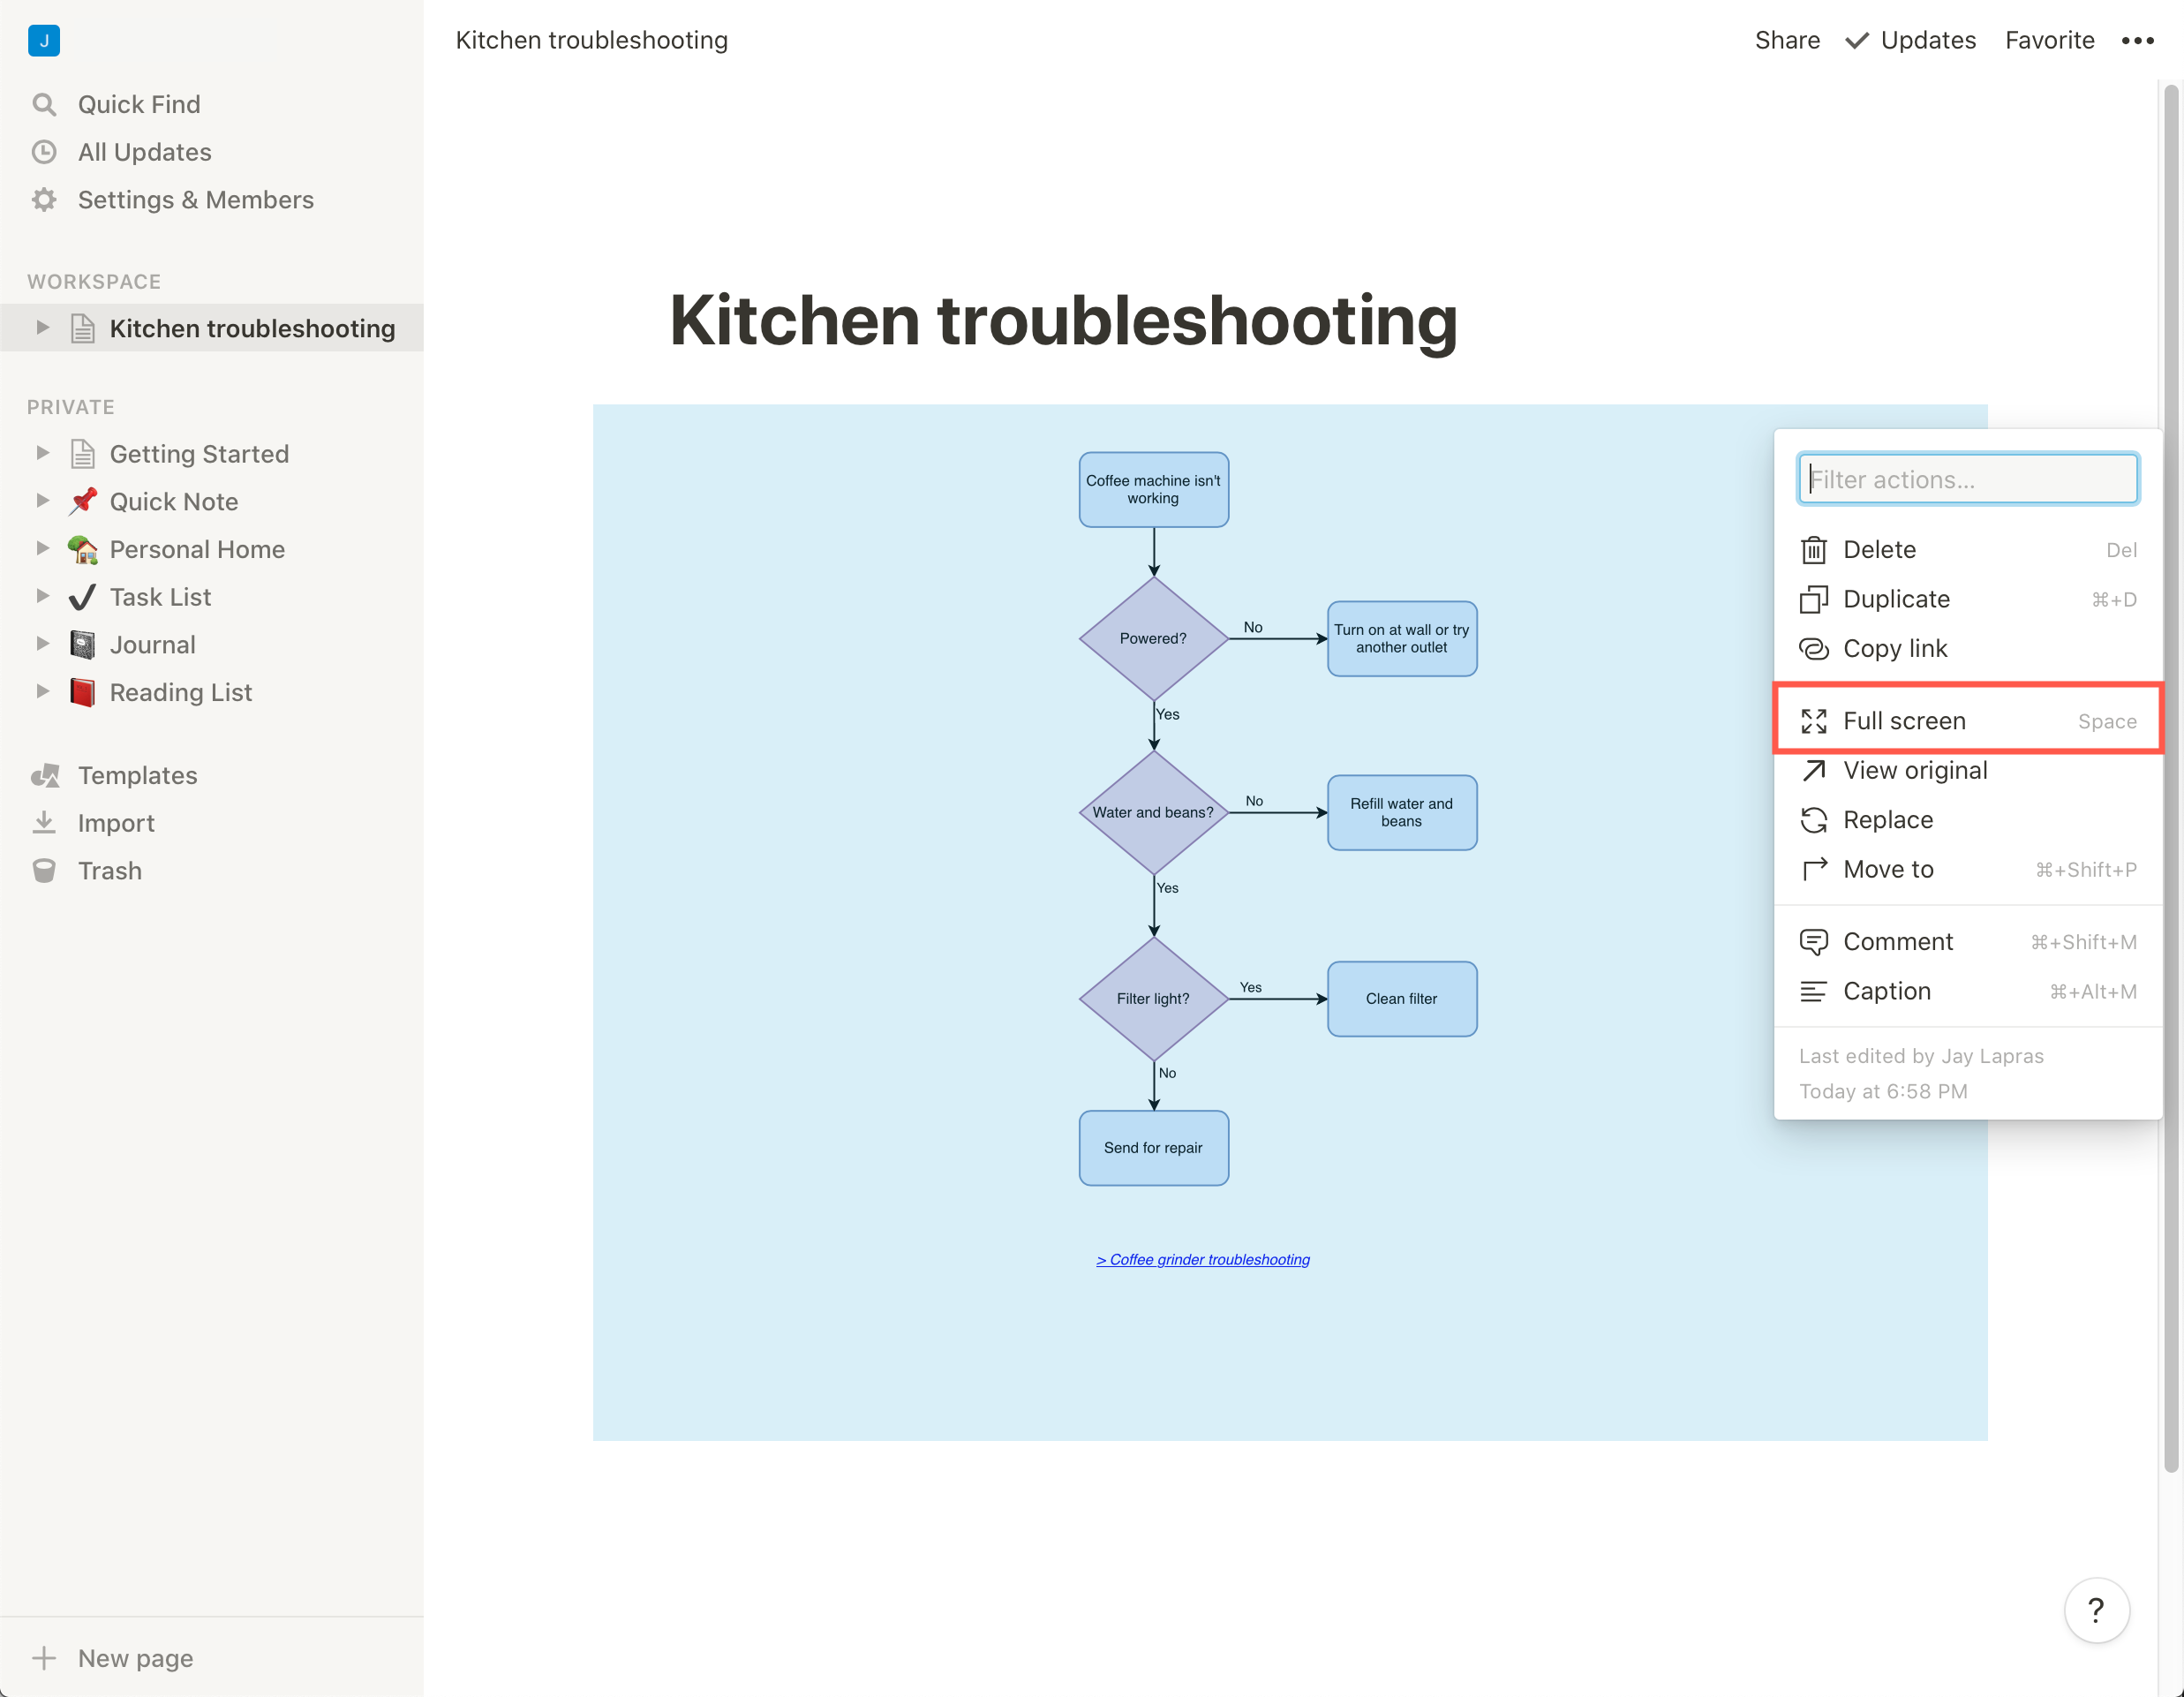 J
Quick Find
All Updates
Settings & Members
WORKSPACE
Kitchen troubleshooting
PRIVATE
Getting Started
Quick Note
Personal Home
Task List
Journal
Reading List
Templates
Import
Trash
New page
Kitchen troubleshooting
Share
Updates
Favorite
Kitchen troubleshooting
Coffee machine isn't
working
Powered?
No
Turn on at wall or try
another outlet
Yes
Water and beans?
No
Refill water and
beans
Yes
Filter light?
Yes
Clean filter
No
Send for repair
> Coffee grinder troubleshooting
Filter actions...
Delete Del
Duplicate ⌘+D
Copy link
Full screen Space
View original
Replace
Move to ⌘+Shift+P
Comment ⌘+Shift+M
Caption ⌘+Alt+M
Last edited by Jay Lapras
Today at 6:58 PM
?